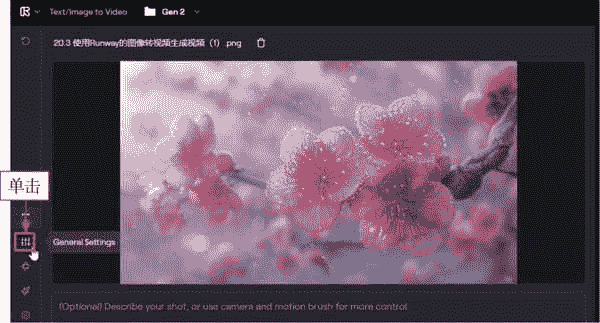 Text/Image to Video Gen 2
20.3 使用Runway的图像转视频生成视频（1）.png
单击
General Settings
(Optional) Describe your shot, or use camera and motion brush for more control